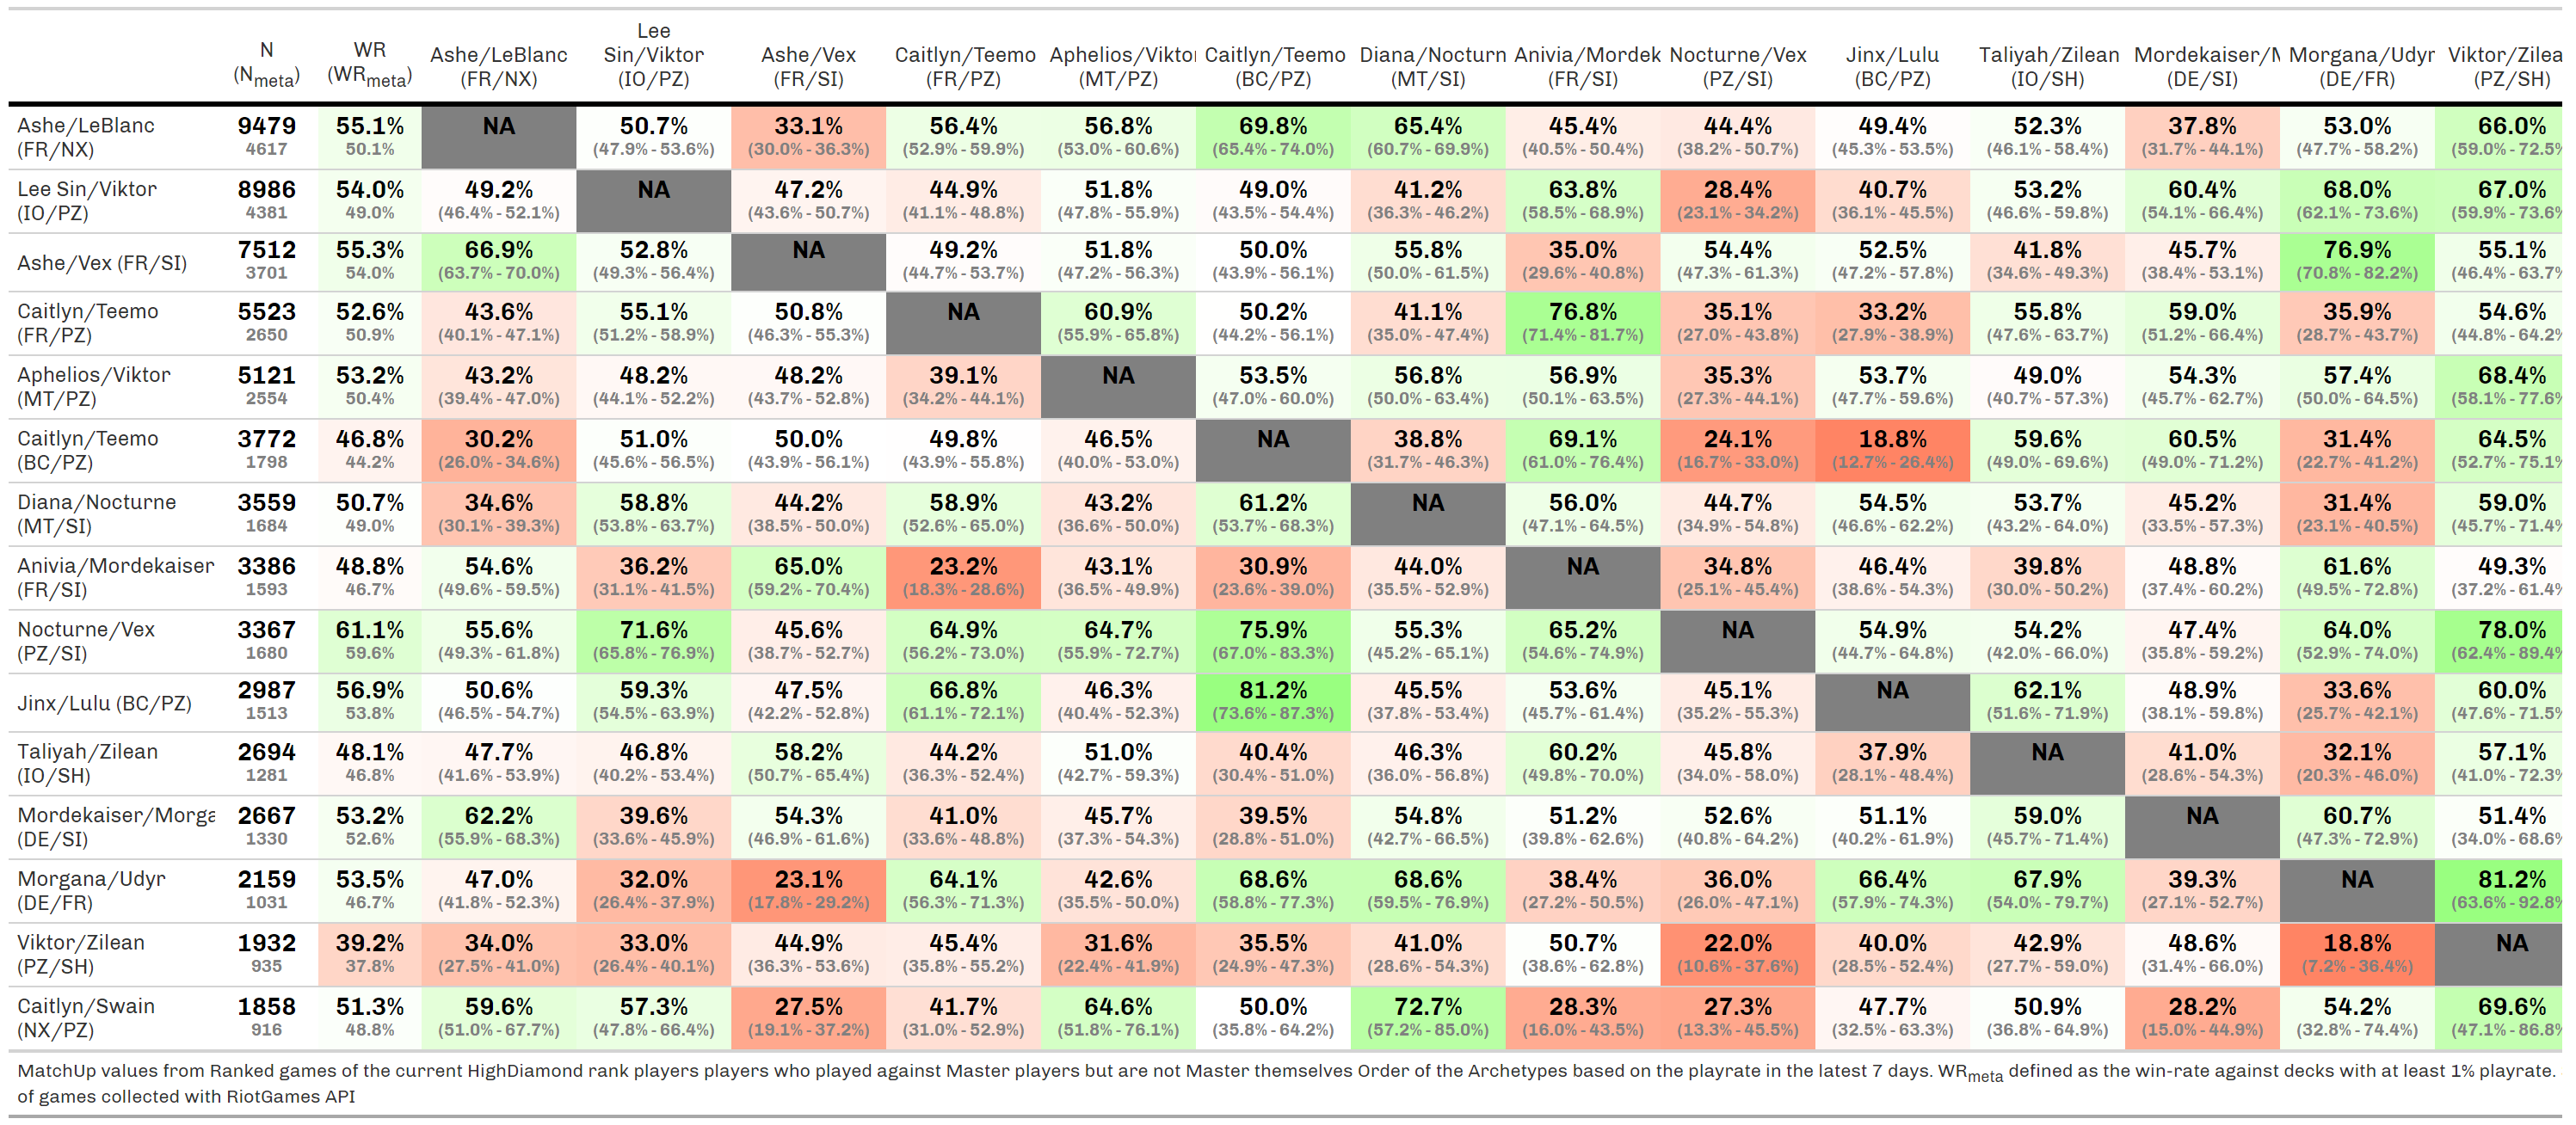 Lee
N WR Ashe/LeBlanc Sin/Viktor Ashe/Vex Caitlyn/Teemo Aphelios/Viktor Caitlyn/Teemo Diana/Nocturn Anivia/Mordek Nocturne/Vex Jinx/Lulu Taliyah/Zilean Mordekaiser/M Morgana/Udyr Viktor/Zilea
(Nmeta) (WRmeta) (FR/NX) (IO/PZ) (FR/SI) (FR/PZ) (MT/PZ) (BC/PZ) (MT/SI) (FR/SI) (PZ/SI) (BC/PZ) (IO/SH) (DE/SI) (DE/FR) (PZ/SH)
Ashe/LeBlanc 9479 55.1% NA 50.7% 33.1% 56.4% 56.8% 69.8% 65.4% 45.4% 44.4% 49.4% 52.3% 37.8% 53.0% 66.0%
(FR/NX) 4617 50.1% (47.9% - 53.6%) (30.0% - 36.3%) (52.9% - 59.9%) (53.0% - 60.6%) (65.4% - 74.0%) (60.7% - 69.9%) (40.5% - 50.4%) (38.2% - 50.7%) (45.3% - 53.5%) (46.1% - 58.4%) (31.7% - 44.1%) (47.7% - 58.2%) (59.0% - 72.5%
Lee Sin/Viktor 8986 54.0% 49.2% NA 47.2% 44.9% 51.8% 49.0% 41.2% 63.8% 28.4% 40.7% 53.2% 60.4% 68.0% 67.0%
(IO/PZ) 4381 49.0% (46.4% - 52.1%) (43.6% - 50.7%) (41.1% - 48.8%) (47.8% - 55.9%) (43.5% - 54.4%) (36.3% - 46.2%) (58.5% - 68.9%) (23.1% - 34.2%) (36.1% - 45.5%) (46.6% - 59.8%) (54.1% - 66.4%) (62.1% - 73.6%) (59.9% - 73.6%
Ashe/Vex (FR/SI) 7512 55.3% 66.9% 52.8% NA 49.2% 51.8% 50.0% 55.8% 35.0% 54.4% 52.5% 41.8% 45.7% 76.9% 55.1%
3701 54.0% (63.7% - 70.0%) (49.3% - 56.4%) (44.7% - 53.7%) (47.2% - 56.3%) (43.9% - 56.1%) (50.0% - 61.5%) (29.6% - 40.8%) (47.3% - 61.3%) (47.2% - 57.8%) (34.6% - 49.3%) (38.4% - 53.1%) (70.8% - 82.2%) (46.4% - 63.7%
Caitlyn/Teemo 5523 52.6% 43.6% 55.1% 50.8% NA 60.9% 50.2% 41.1% 76.8% 35.1% 33.2% 55.8% 59.0% 35.9% 54.6%
(FR/PZ) 2650 50.9% (40.1% - 47.1%) (51.2% - 58.9%) (46.3% - 55.3%) (55.9% - 65.8%) (44.2% - 56.1%) (35.0% - 47.4%) (71.4% - 81.7%) (27.0% - 43.8%) (27.9% - 38.9%) (47.6% - 63.7%) (51.2% - 66.4%) (28.7% - 43.7%) (44.8% - 64.2%
Aphelios/Viktor 5121 53.2% 43.2% 48.2% 48.2% 39.1% NA 53.5% 56.8% 56.9% 35.3% 53.7% 49.0% 54.3% 57.4% 68.4%
(MT/PZ) 2554 50.4% (39.4% - 47.0%) (44.1% - 52.2%) (43.7% - 52.8%) (34.2% - 44.1%) (47.0% - 60.0%) (50.0% - 63.4%) (50.1% - 63.5%) (27.3% - 44.1%) (47.7% - 59.6%) (40.7% - 57.3%) (45.7% - 62.7%) (50.0% - 64.5%) (58.1% - 77.6%
Caitlyn/Teemo 3772 46.8% 30.2% 51.0% 50.0% 49.8% 46.5% NA 38.8% 69.1% 24.1% 18.8% 59.6% 60.5% 31.4% 64.5%
(BC/PZ) 1798 44.2% (26.0% - 34.6%) (45.6% - 56.5%) (43.9% - 56.1%) (43.9% - 55.8%) (40.0% - 53.0%) (31.7% - 46.3%) (61.0% - 76.4%) (16.7% - 33.0%) (12.7% - 26.4%) (49.0% - 69.6%) (49.0% - 71.2%) (22.7% - 41.2%) (52.7% - 75.1%
Diana/Nocturne 3559 50.7% 34.6% 58.8% 44.2% 58.9% 43.2% 61.2% NA 56.0% 44.7% 54.5% 53.7% 45.2% 31.4% 59.0%
(MT/SI) 1684 49.0% (30.1% - 39.3%) (53.8% - 63.7%) (38.5% - 50.0%) (52.6% - 65.0%) (36.6% - 50.0%) (53.7% - 68.3%) (47.1% - 64.5%) (34.9% - 54.8%) (46.6% - 62.2%) (43.2% - 64.0%) (33.5% - 57.3%) (23.1% - 40.5%) (45.7% - 71.4%
Anivia/Mordekaiser 3386 48.8% 54.6% 36.2% 65.0% 23.2% 43.1% 30.9% 44.0% NA 34.8% 46.4% 39.8% 48.8% 61.6% 49.3%
(FR/SI) 1593 46.7% (49.6% - 59.5%) (31.1% - 41.5%) (59.2% - 70.4%) (18.3% - 28.6%) (36.5% - 49.9%) (23.6% - 39.0%) (35.5% - 52.9%) (25.1% - 45.4%) (38.6% - 54.3%) (30.0% - 50.2%) (37.4% - 60.2%) (49.5% - 72.8%) (37.2% - 61.4%
Nocturne/Vex 3367 61.1% 55.6% 71.6% 45.6% 64.9% 64.7% 75.9% 55.3% 65.2% NA 54.9% 54.2% 47.4% 64.0% 78.0%
(PZ/SI) 1680 59.6% (49.3% - 61.8%) (65.8% - 76.9%) (38.7% - 52.7%) (56.2% - 73.0%) (55.9% - 72.7%) (67.0% - 83.3%) (45.2% - 65.1%) (54.6% - 74.9%) (44.7% - 64.8%) (42.0% - 66.0%) (35.8% - 59.2%) (52.9% - 74.0%) (62.4% - 89.4%
Jinx/Lulu (BC/PZ) 2987 56.9% 50.6% 59.3% 47.5% 66.8% 46.3% 81.2% 45.5% 53.6% 45.1% NA 62.1% 48.9% 33.6% 60.0%
1513 53.8% (46.5% - 54.7%) (54.5% - 63.9%) (42.2% - 52.8%) (61.1% - 72.1%) (40.4% - 52.3%) (73.6% - 87.3%) (37.8% - 53.4%) (45.7% - 61.4%) (35.2% - 55.3%) (51.6% - 71.9%) (38.1% - 59.8%) (25.7% - 42.1%) (47.6% - 71.5%
Taliyah/Zilean 2694 48.1% 47.7% 46.8% 58.2% 44.2% 51.0% 40.4% 46.3% 60.2% 45.8% 37.9% NA 41.0% 32.1% 57.1%
(IO/SH) 1281 46.8% (41.6% - 53.9%) (40.2% - 53.4%) (50.7% - 65.4%) (36.3% - 52.4%) (42.7% - 59.3%) (30.4% - 51.0%) (36.0% - 56.8%) (49.8% - 70.0%) (34.0% - 58.0%) (28.1% - 48.4%) (28.6% - 54.3%) (20.3% - 46.0%) (41.0% - 72.3%
Mordekaiser/Morga 2667 53.2% 62.2% 39.6% 54.3% 41.0% 45.7% 39.5% 54.8% 51.2% 52.6% 51.1% 59.0% NA 60.7% 51.4%
(DE/SI) 1330 52.6% (55.9% - 68.3%) (33.6% - 45.9%) (46.9% - 61.6%) (33.6% - 48.8%) (37.3% - 54.3%) (28.8% - 51.0%) (42.7% - 66.5%) (39.8% - 62.6%) (40.8% - 64.2%) (40.2% - 61.9%) (45.7% - 71.4%) (47.3% - 72.9%) (34.0% - 68.6%
Morgana/Udyr 2159 53.5% 47.0% 32.0% 23.1% 64.1% 42.6% 68.6% 68.6% 38.4% 36.0% 66.4% 67.9% 39.3% NA 81.2%
(DE/FR) 1031 46.7% (41.8% - 52.3%) (26.4% - 37.9%) (17.8% - 29.2%) (56.3% - 71.3%) (35.5% - 50.0%) (58.8% - 77.3%) (59.5% - 76.9%) (27.2% - 50.5%) (26.0% - 47.1%) (57.9% - 74.3%) (54.0% - 79.7%) (27.1% - 52.7%) (63.6% - 92.8%
Viktor/Zilean 1932 39.2% 34.0% 33.0% 44.9% 45.4% 31.6% 35.5% 41.0% 50.7% 22.0% 40.0% 42.9% 48.6% 18.8% NA
(PZ/SH) 935 37.8% (27.5% - 41.0%) (26.4% - 40.1%) (36.3% - 53.6%) (35.8% - 55.2%) (22.4% - 41.9%) (24.9% - 47.3%) (28.6% - 54.3%) (38.6% - 62.8%) (10.6% - 37.6%) (28.5% - 52.4%) (27.7% - 59.0%) (31.4% - 66.0%) (7.2% - 36.4%)
Caitlyn/Swain 1858 51.3% 59.6% 57.3% 27.5% 41.7% 64.6% 50.0% 72.7% 28.3% 27.3% 47.7% 50.9% 28.2% 54.2% 69.6%
(NX/PZ) 916 48.8% (51.0% - 67.7%) (47.8% - 66.4%) (19.1% - 37.2%) (31.0% - 52.9%) (51.8% - 76.1%) (35.8% - 64.2%) (57.2% - 85.0%) (16.0% - 43.5%) (13.3% - 45.5%) (32.5% - 63.3%) (36.8% - 64.9%) (15.0% - 44.9%) (32.8% - 74.4%) (47.1% - 86.8%
MatchUp values from Ranked games of the current HighDiamond rank players players who played against Master players but are not Master themselves Order of the Archetypes based on the playrate in the latest 7 days. WRmeta defined as the win-rate against decks with at least 1% playrate.
of games collected with RiotGames API